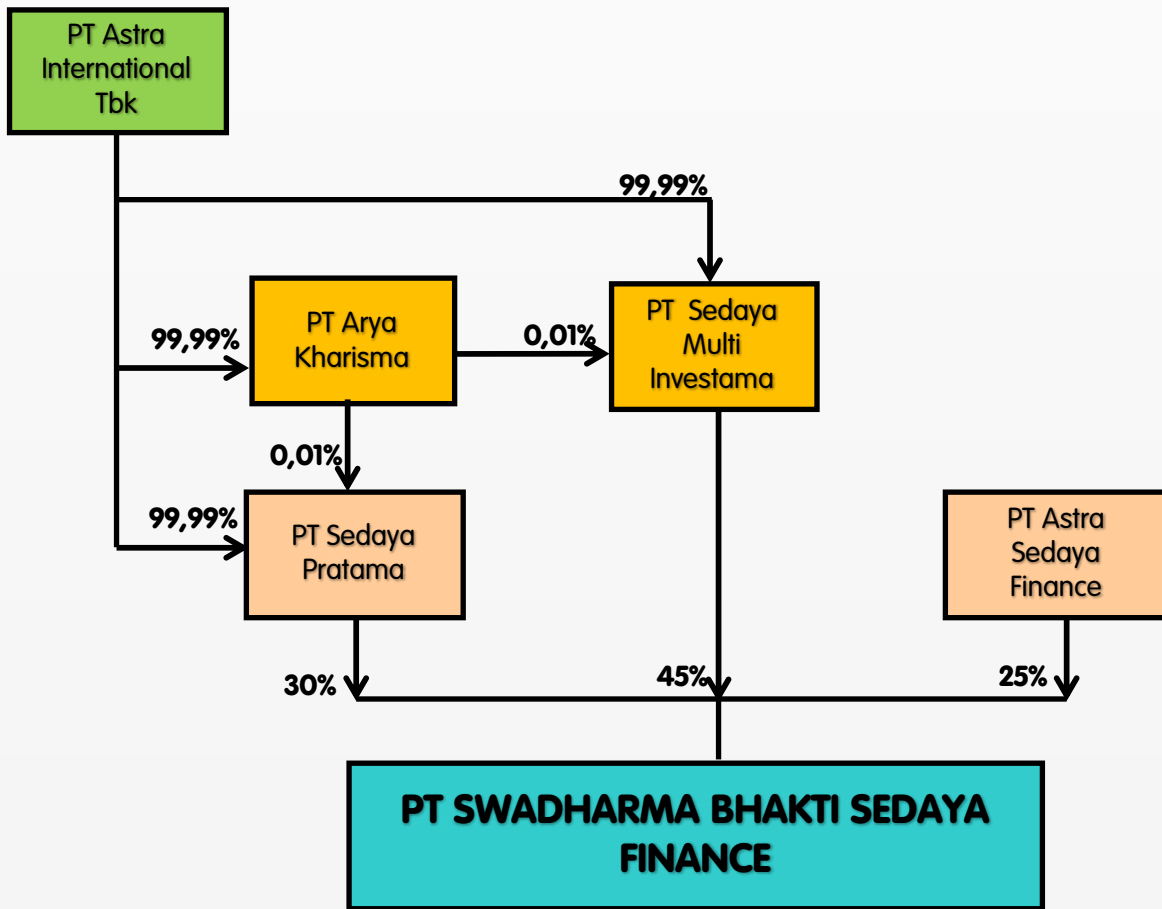 PT Astra
International
Tbk
99,99%
PT Arya
Kharisma
99,99%
0,01%
PT Sedaya
Multi
Investama
0,01%
99,99%
PT Sedaya
Pratama
PT Astra
Sedaya
Finance
30%
45%
25%
PT SWADHARMA BHAKTI SEDAYA
FINANCE